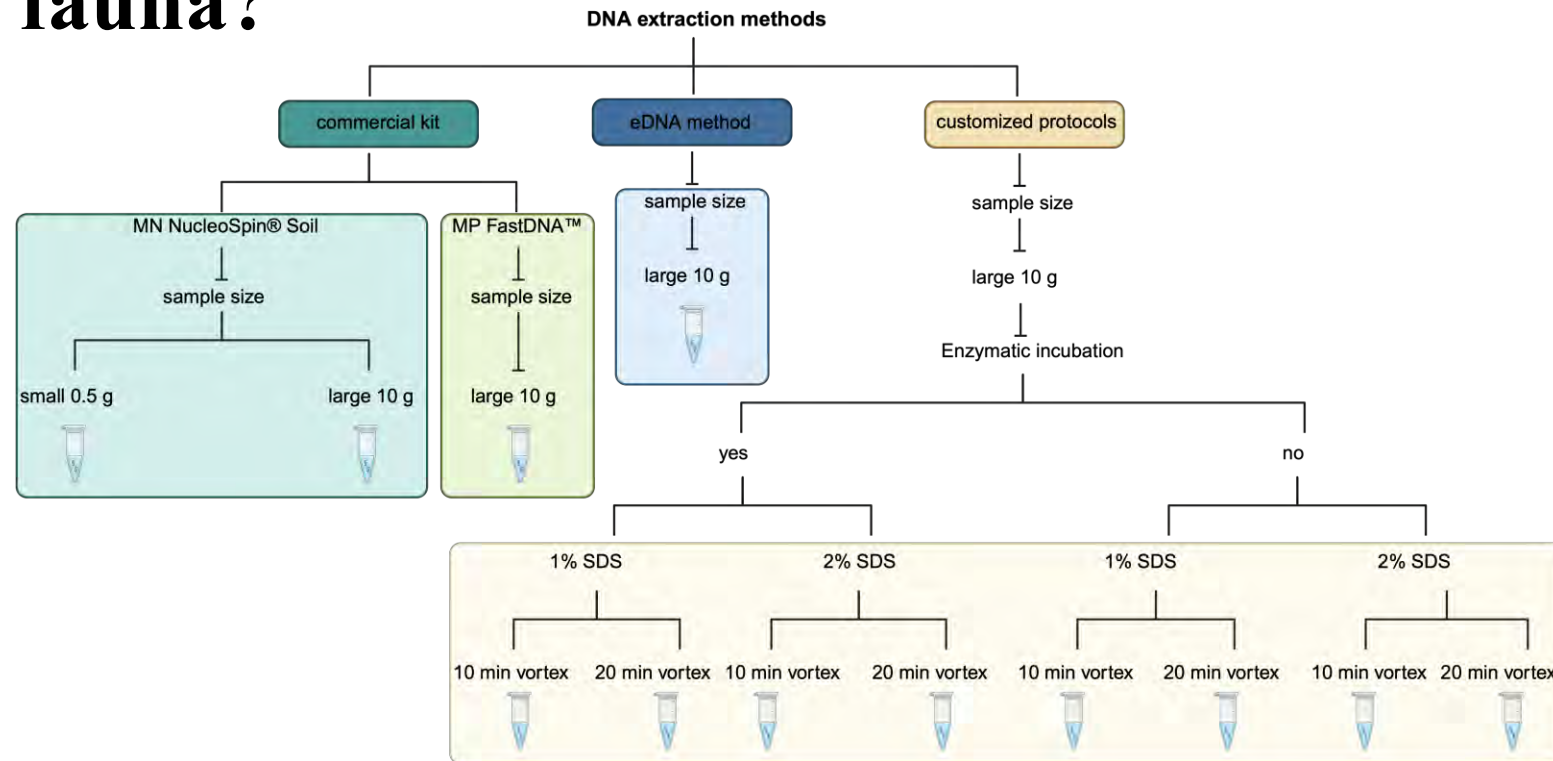 fauna?
DNA extraction methods
commercial kit
eDNA method
customized protocols
MN NucleoSpin® Soil
sample size
small 0.5 g
large 10 g
MP FastDNA™
sample size
large 10 g
sample size
large 10 g
sample size
large 10 g
Enzymatic incubation
yes
no
1% SDS
2% SDS
1% SDS
2% SDS
10 min vortex
20 min vortex
10 min vortex
20 min vortex
10 min vortex
20 min vortex
10 min vortex
20 min vortex